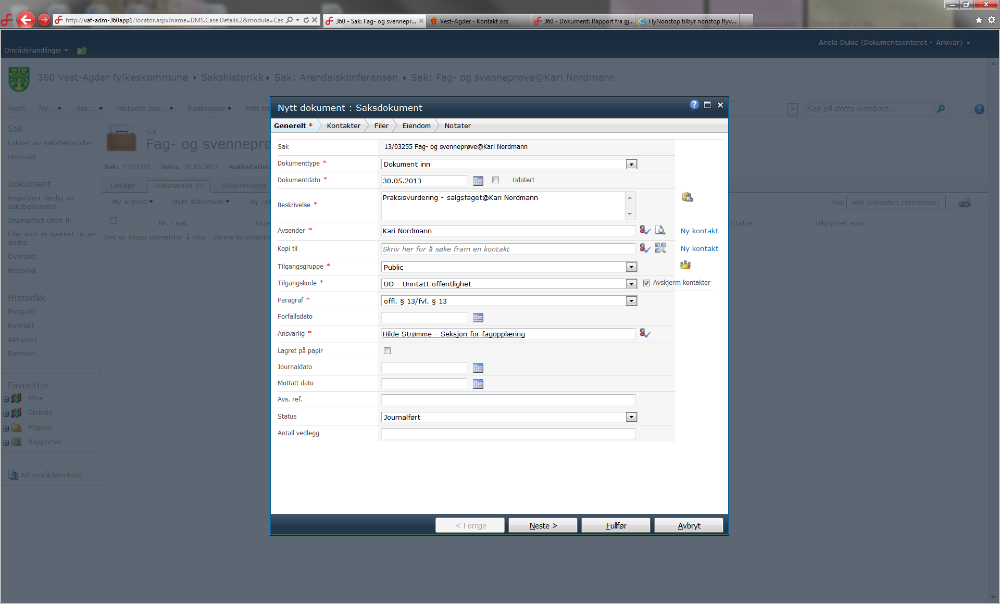 http://vaf-adm-360app1/locator.aspx?name=DMS.Case.Details.2&module=Cas
360 - Sak: Fag- og svennepr...
Vest-Agder - Kontakt oss
360 - Dokument: Rapport fra gj...
FlyNonstop tilbyr nonstop flyv...
Anela Dukic (Dokumentsenteret - Arkivar)
Områdehandlinger
360 Vest-Agder fylkeskommune Sakshistorikk Sak: Arendalskonferansen Sak: Fag- og svenneprøve@Kari Nordmann
Hjem Ny... Søk... Historisk søk... Funksjoner Mitt bib
Søk på dette området...
Sak
Lukket av saksbehandler
Historikk
Dokument
Registrert ferdig av
saksbehandler
Journalført uten fil
Filer som er sjekket ut av
andre
Oversikt
Historikk
Historikk
Prosjekt
Kontakt
Aktivitet
Eiendom
Favoritter
Mine
Globale
Mapper
Rapporter
Alt områdeinnhold
Sak
Fag- og svenneprø
Sak: 13/03255 Dato: 30.05.2013 Arkivstatus:
Detaljer Dokumenter (0) Saksfremlegg
Ny e-post Nytt dokument Ny ref
Vis: Alle (inkludert referanser)
Nr. i sak Titte
Status Tilknyttet som
Det er ingen elementer å vise i denne listevisnin
Nytt dokument : Saksdokument
Generelt * Kontakter Filer Eiendom Notater
Sak 13/03255 Fag- og svenneprøve@Kari Nordmann
Dokumenttype * Dokument inn
Dokumentdato * 30.05.2013 Udatert
Beskrivelse * Praksisvurdering - salgsfaget@Kari Nordmann
Avsender * Kari Nordmann Ny kontakt
Kopi til Skriv her for å søke fram en kontakt Ny kontakt
Tilgangsgruppe * Public
Tilgangskode * UO - Unntatt offentlighet Avskjerm kontakter
Paragraf * offl. § 13/fvl. § 13
Forfallsdato
Ansvarlig * Hilde Strømme - Seksjon for fagopplæring
Lagret på papir
Journaldato
Mottatt dato
Avs. ref.
Status Journalført
Antall vedlegg
< Forrige Neste > Fullfør Avbryt